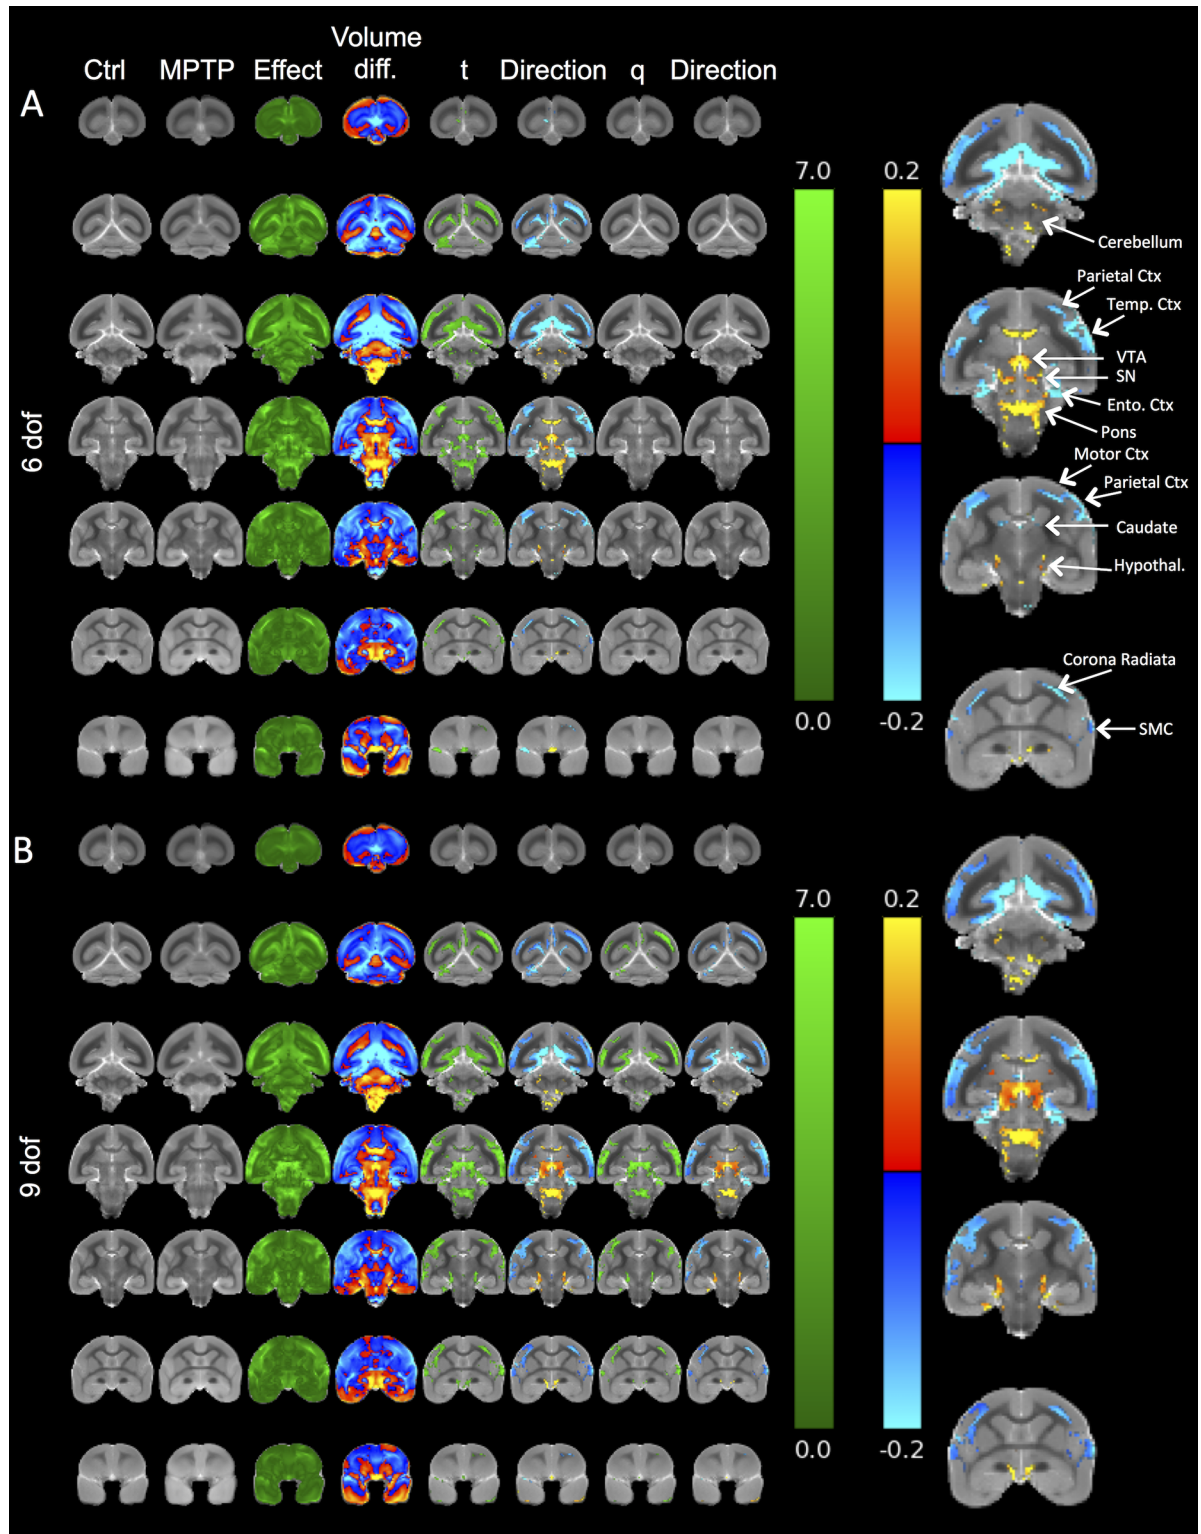 Volume
Ctrl MPTP Effect diff. t Direction q Direction
A
7.0 0.2
Cerebellum
Parietal Ctx
Temp. Ctx
VTA
SN
Ento. Ctx
Pons
6 dof
Motor Ctx
Parietal Ctx
Caudate
Hypothal.
Corona Radiata
0.0 -0.2
SMC
B
7.0 0.2
9 dof
0.0 -0.2